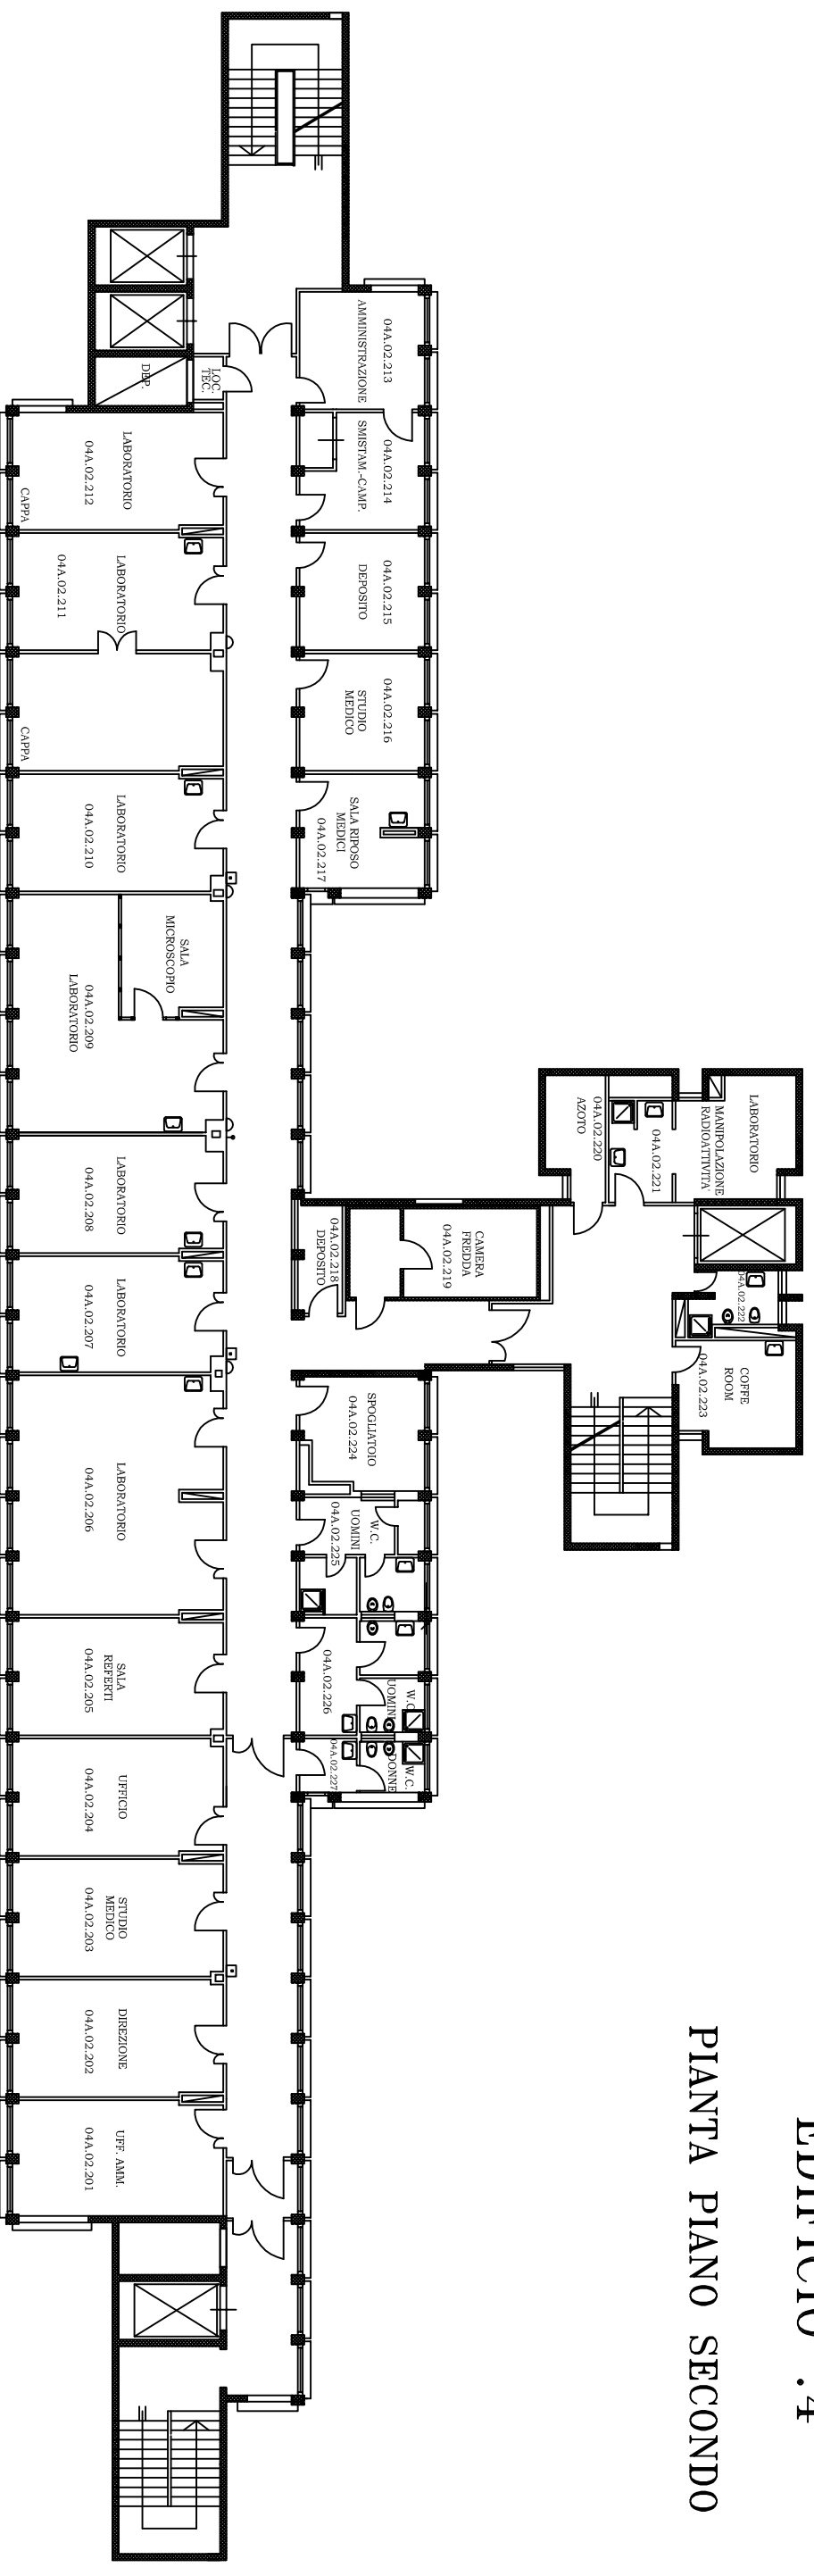 EDIFICIO .4
PIANTA PIANO SECONDO
LABORATORIO
MANIPOLAZIONE
RADIOATTIVITA'
04A.02.221
04A.02.220
AZOTO
04A.02.222
COFFE
ROOM
04A.02.223
CAMERA
FREDDA
04A.02.219
04A.02.218
DEPOSITO
04A.02.213
AMMINISTRAZIONE
04A.02.214
SMISTAM.-CAMP.
04A.02.215
DEPOSITO
04A.02.216
STUDIO
MEDICO
SALA RIPOSO
MEDICI
04A.02.217
SPOGLIATOIO
04A.02.224
W.C.
UOMINI
04A.02.225
W.C.
UOMINI
04A.02.226
W.C.
DONNE
04A.02.227
LOC.
TEC.
DEP.
LABORATORIO
04A.02.212
CAPPA
LABORATORIO
04A.02.211
CAPPA
LABORATORIO
04A.02.210
SALA
MICROSCOPIO
04A.02.209
LABORATORIO
LABORATORIO
04A.02.208
LABORATORIO
04A.02.207
LABORATORIO
04A.02.206
SALA
REFERTI
04A.02.205
UFFICIO
04A.02.204
STUDIO
MEDICO
04A.02.203
DIREZIONE
04A.02.202
UFF. AMM.
04A.02.201